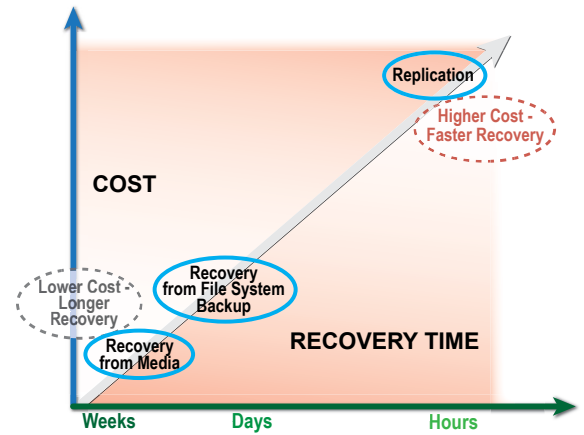 Replication
Higher Cost -
Faster Recovery
COST
Recovery
from File System
Backup
Lower Cost -
Longer
Recovery
Recovery
from Media
RECOVERY TIME
Weeks
Days
Hours